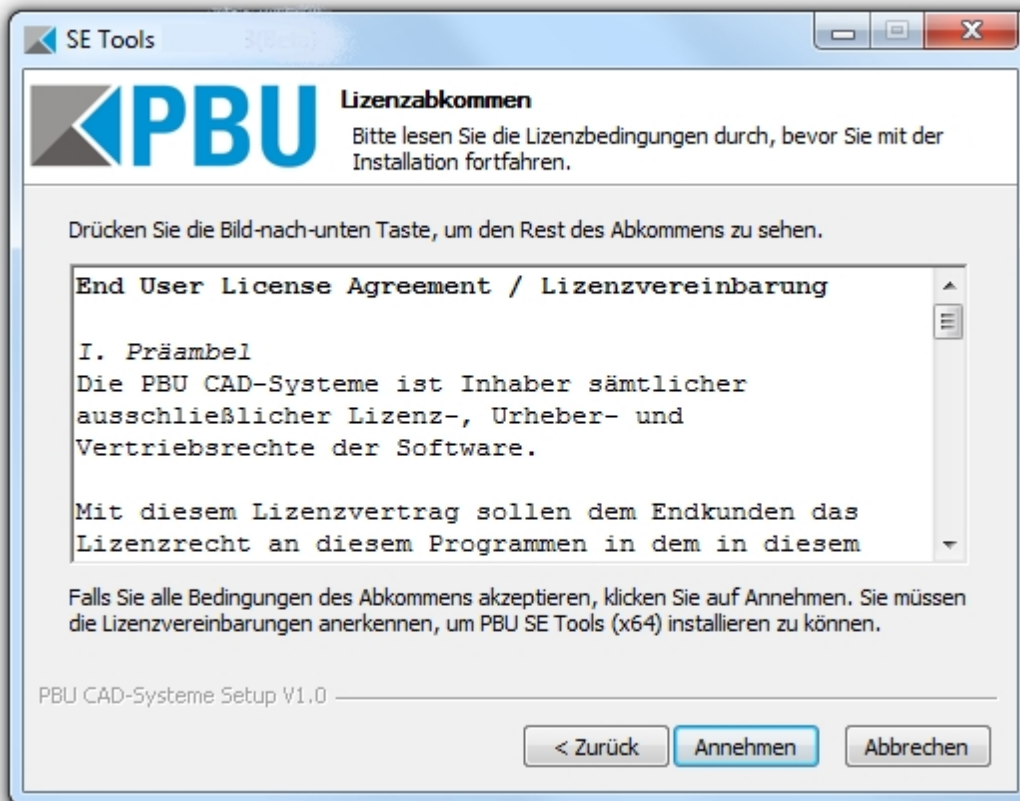 SE Tools
PBU
Lizenzabkommen
Bitte lesen Sie die Lizenzbedingungen durch, bevor Sie mit der
Installation fortfahren.
Drücken Sie die Bild-nach-unten Taste, um den Rest des Abkommens zu sehen.
End User License Agreement / Lizenzvereinbarung
I. Präambel
Die PBU CAD-Systeme ist Inhaber sämtlicher
ausschließlicher Lizenz-, Urheber- und
Vertriebsrechte der Software.
Mit diesem Lizenzvertrag sollen dem Endkunden das
Lizenzrecht an diesem Programmen in dem in diesem
Falls Sie alle Bedingungen des Abkommens akzeptieren, klicken Sie auf Annehmen. Sie müssen
die Lizenzvereinbarungen anerkennen, um PBU SE Tools (x64) installieren zu können.
PBU CAD-Systeme Setup V1.0
< Zurück
Annehmen
Abbrechen